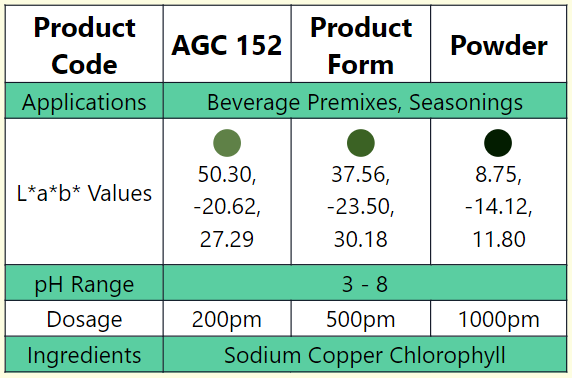 Product Code AGC 152 Product Form Powder
Applications Beverage Premixes, Seasonings
L*a*b* Values
50.30, -20.62, 27.29
37.56, -23.50, 30.18
8.75, -14.12, 11.80
pH Range 3 - 8
Dosage 200pm 500pm 1000pm
Ingredients Sodium Copper Chlorophyll